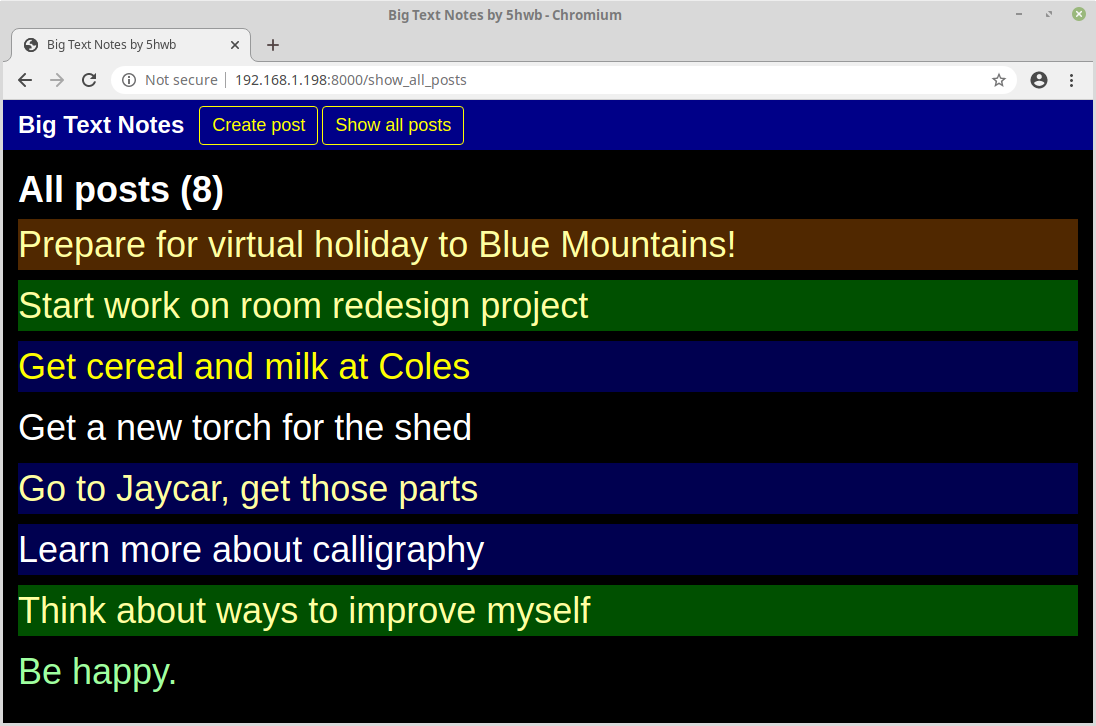 Big Text Notes by 5hwb - Chromium
Big Text Notes by 5hwb
Not secure 192.168.1.198:8000/show_all_posts
Big Text Notes Create post Show all posts
All posts (8)
Prepare for virtual holiday to Blue Mountains!
Start work on room redesign project
Get cereal and milk at Coles
Get a new torch for the shed
Go to Jaycar, get those parts
Learn more about calligraphy
Think about ways to improve myself
Be happy.